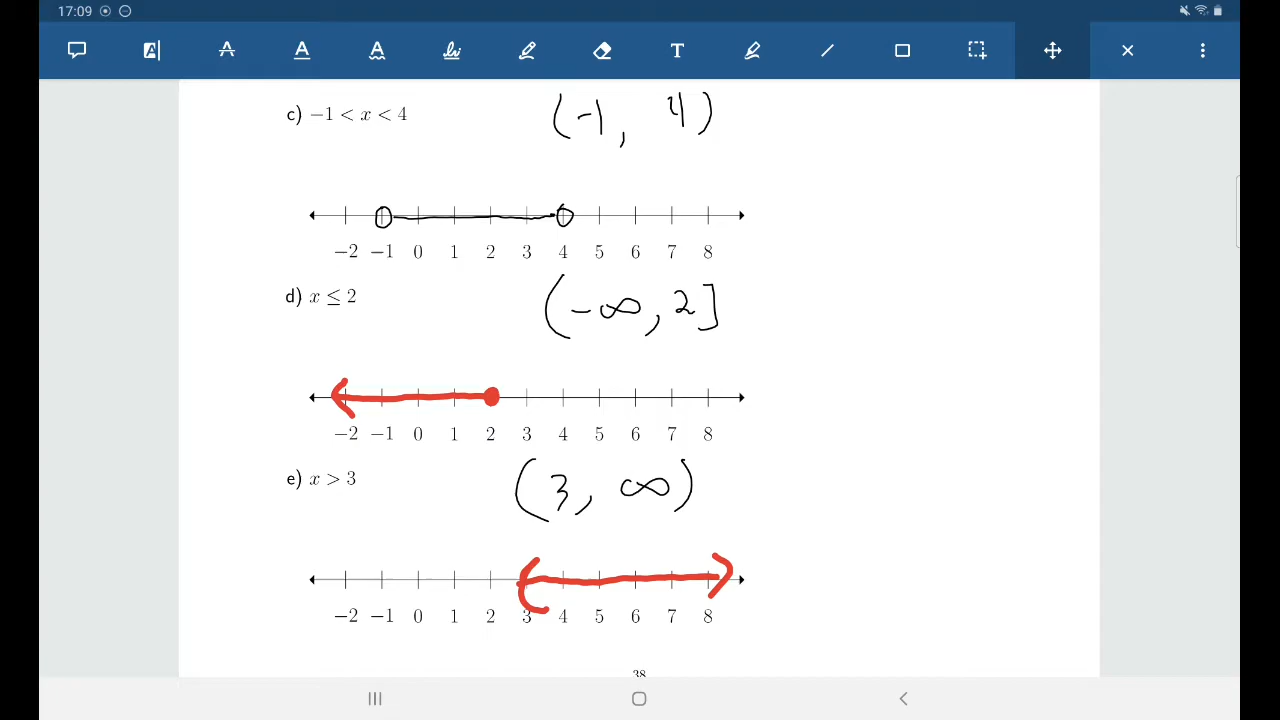 17:09
c) −1 < x < 4 (-1, 4)
−2 −1 0 1 2 3 4 5 6 7 8
d) x ≤ 2 (-∞, 2]
−2 −1 0 1 2 3 4 5 6 7 8
e) x > 3 (3, ∞)
−2 −1 0 1 2 3 4 5 6 7 8
38